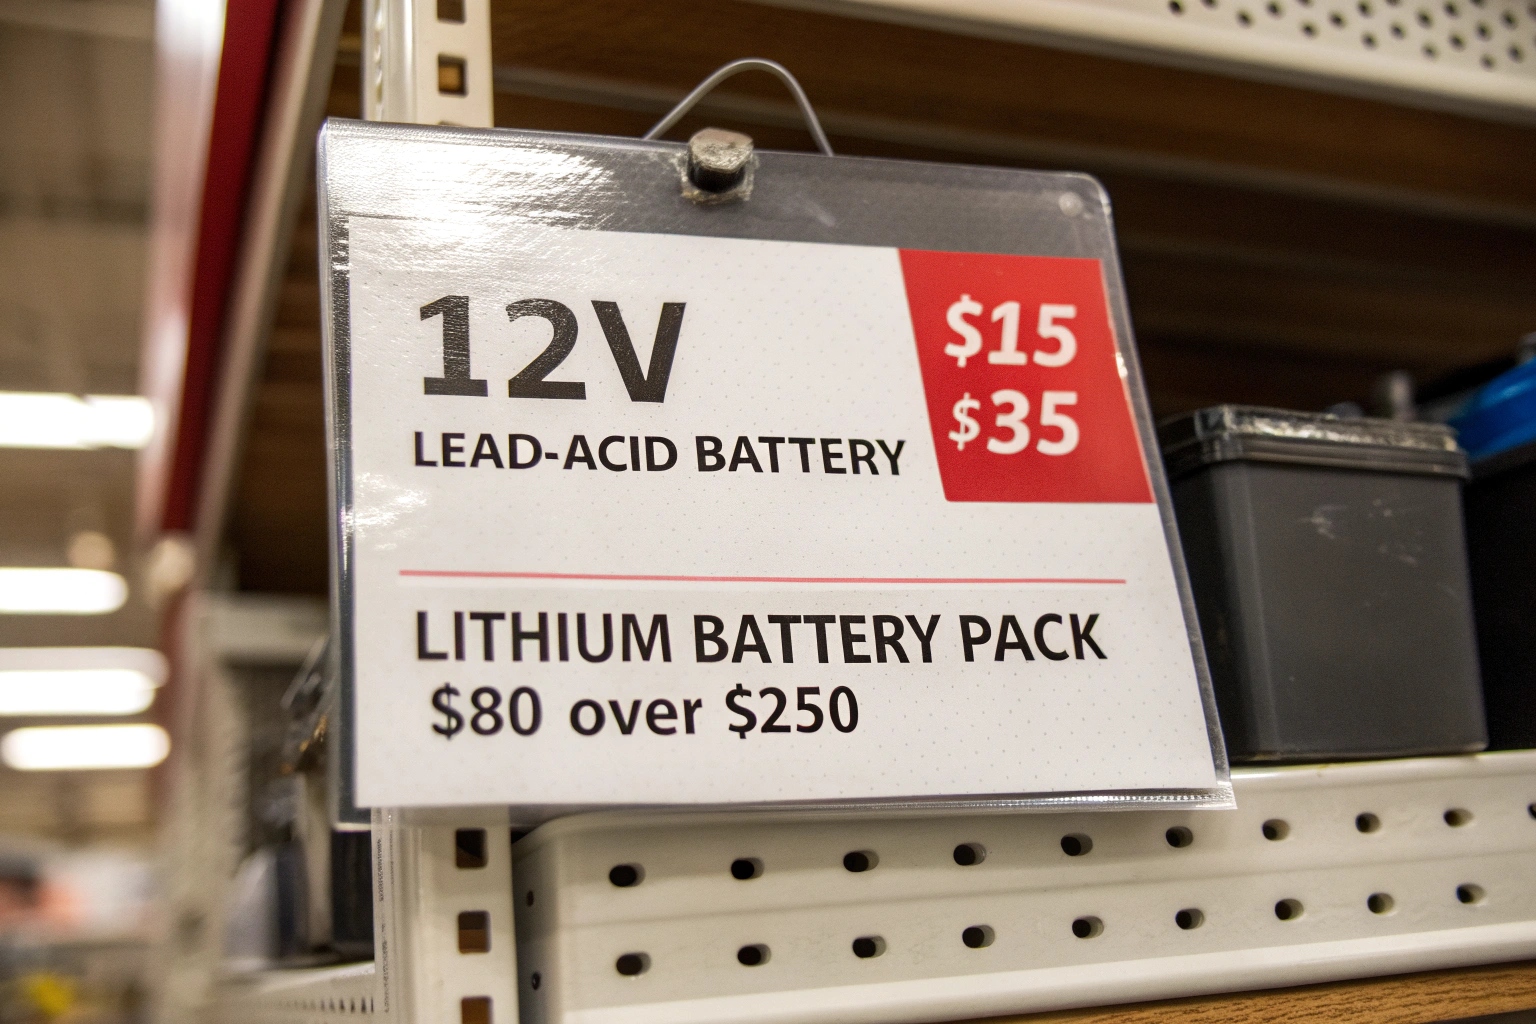 12V
LEAD-ACID BATTERY
$15
$35
LITHIUM BATTERY PACK
$80 over $250